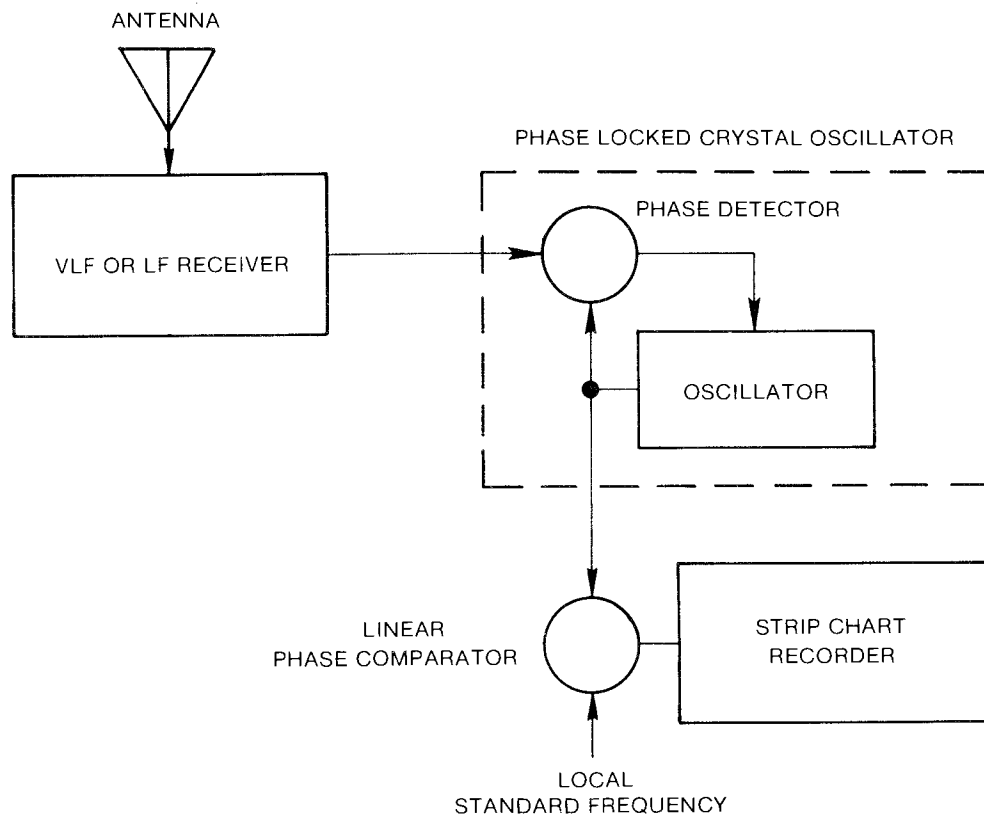 ANTENNA
PHASE LOCKED CRYSTAL OSCILLATOR
PHASE DETECTOR
VLF OR LF RECEIVER
OSCILLATOR
LINEAR
PHASE COMPARATOR
STRIP CHART
RECORDER
LOCAL
STANDARD FREQUENCY